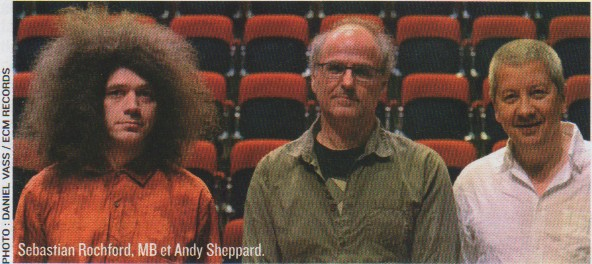 PHOTO : DANIEL VASS / ECM RECORDS
Sebastian Rochford, MB et Andy Sheppard.